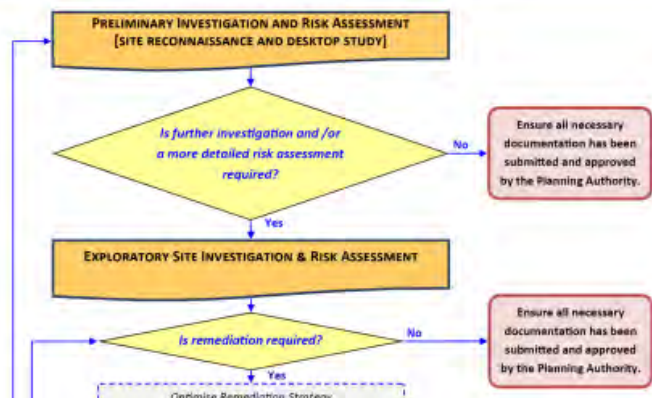 PRELIMINARY INVESTIGATION AND RISK ASSESSMENT
[SITE RECONNAISSANCE AND DESKTOP STUDY]
Is further investigation and /or
a more detailed risk assessment
required?
No
Ensure all necessary
documentation has been
submitted and approved
by the Planning Authority.
Yes
EXPLORATORY SITE INVESTIGATION & RISK ASSESSMENT
Is remediation required?
No
Ensure all necessary
documentation has been
submitted and approved
by the Planning Authority.
Yes
Optimise Remediation Strategy